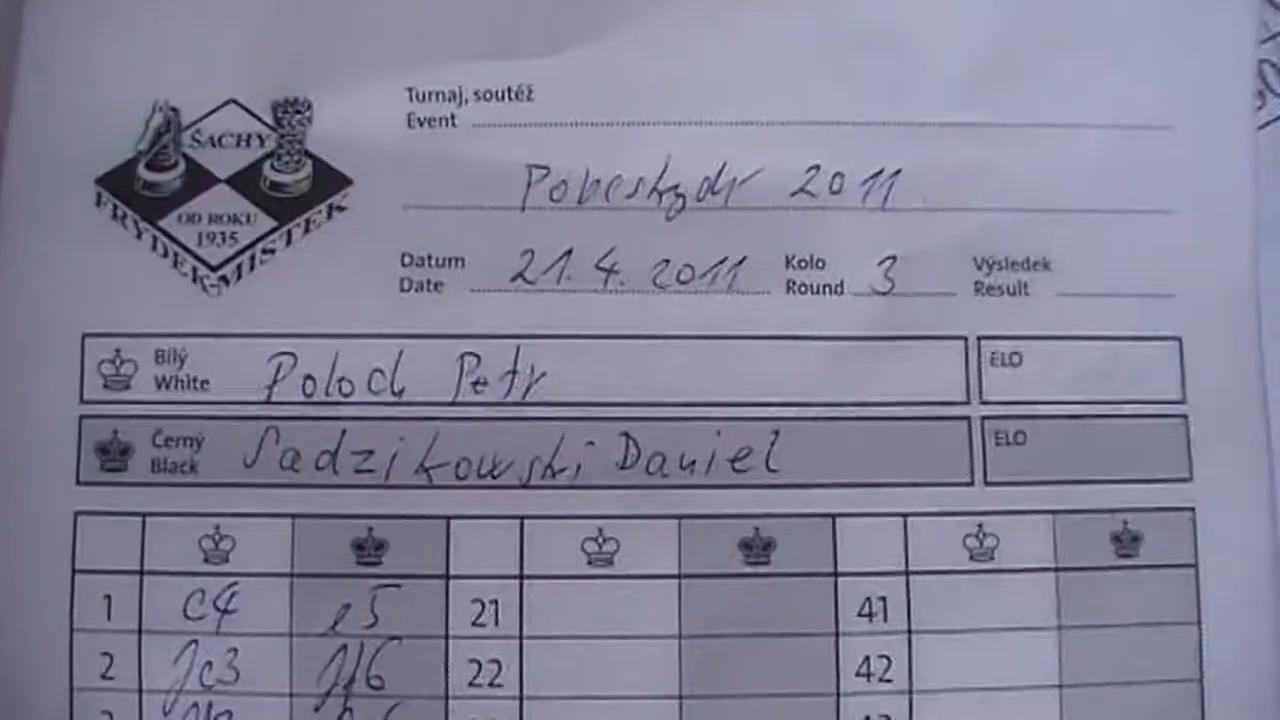 ŠACHY
OD ROKU
1935
FRÝDEK-MÍSTEK
Turnaj, soutěž
Event
Pobeskydí 2011
Datum
Date
21. 4. 2011
Kolo
Round
3
Výsledek
Result
Bílý
White
Poloch Petr
ELO
Černý
Black
Sadzikowski Daniel
ELO
1 c4 e5 21 41
2 Jc3 Jf6 22 42